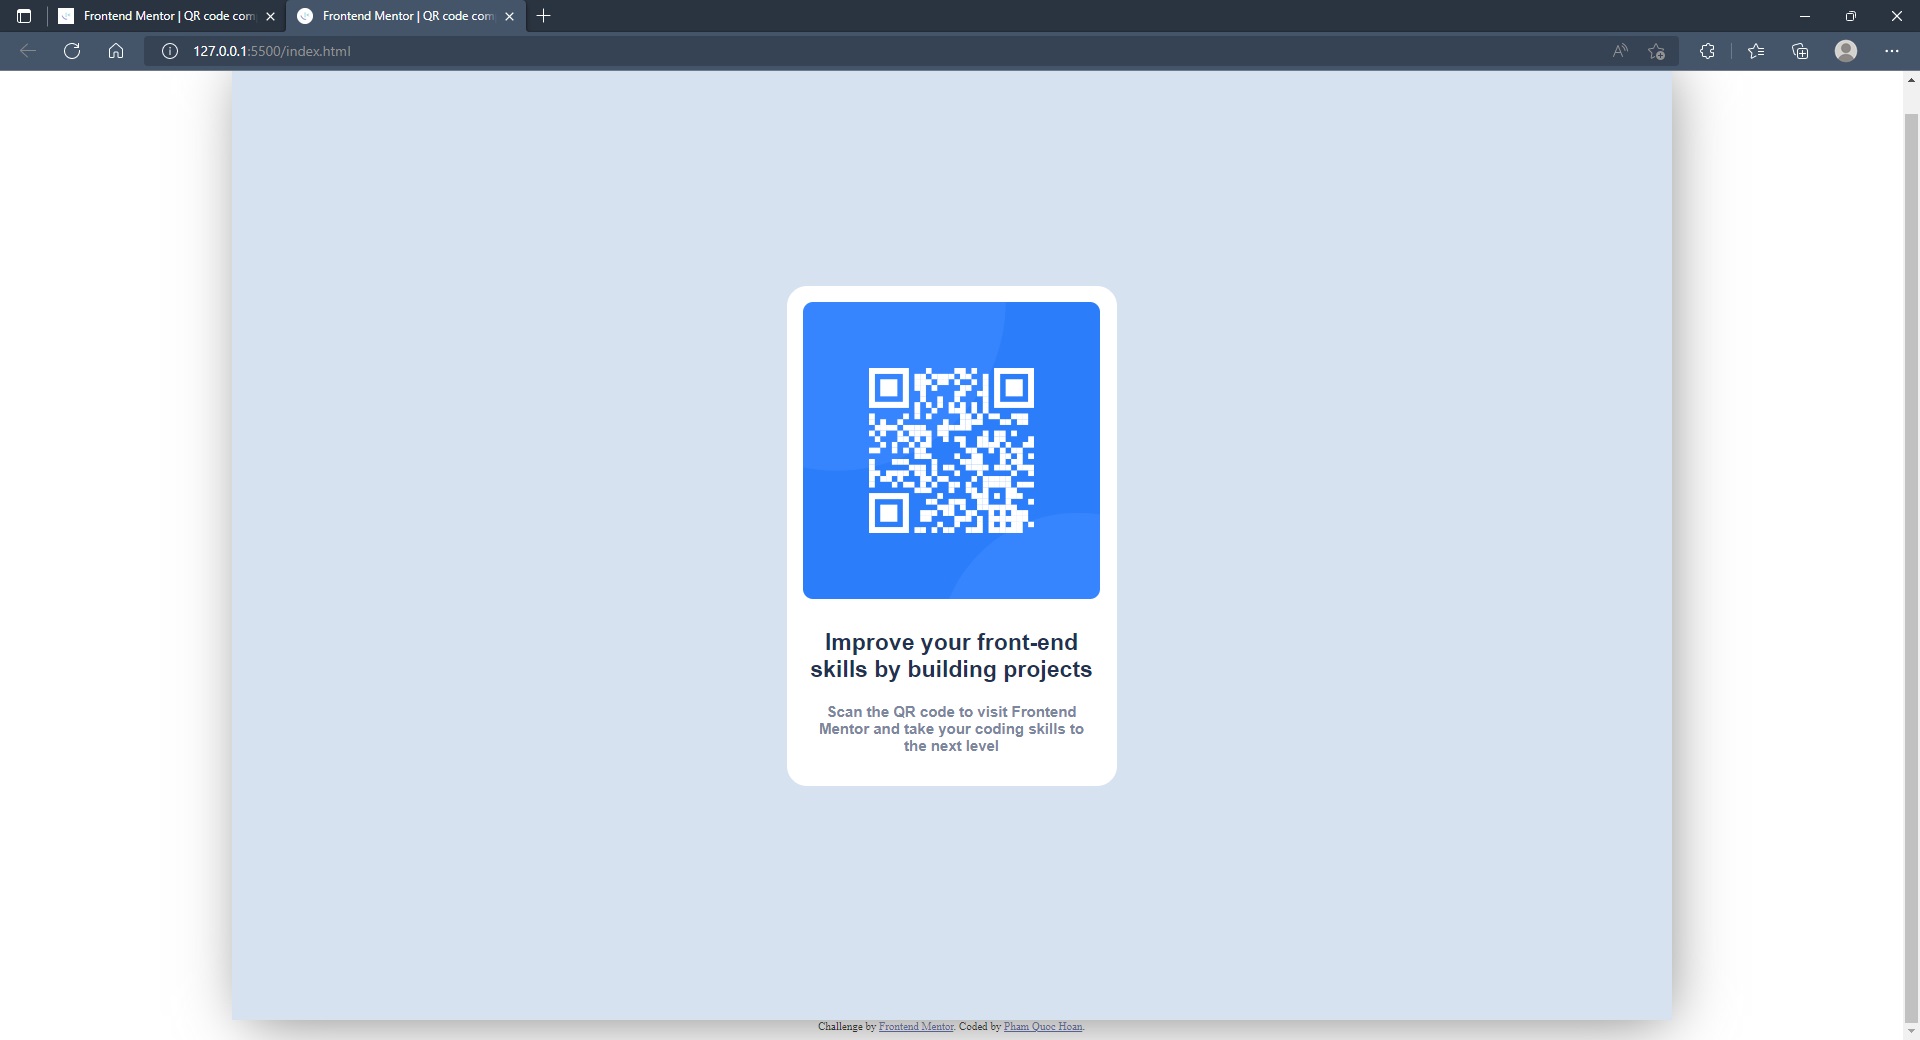 Frontend Mentor | QR code com
Frontend Mentor | QR code com
127.0.0.1:5500/index.html
Improve your front-end
skills by building projects
Scan the QR code to visit Frontend
Mentor and take your coding skills to
the next level
Challenge by Frontend Mentor. Coded by Pham Quoc Hoan.